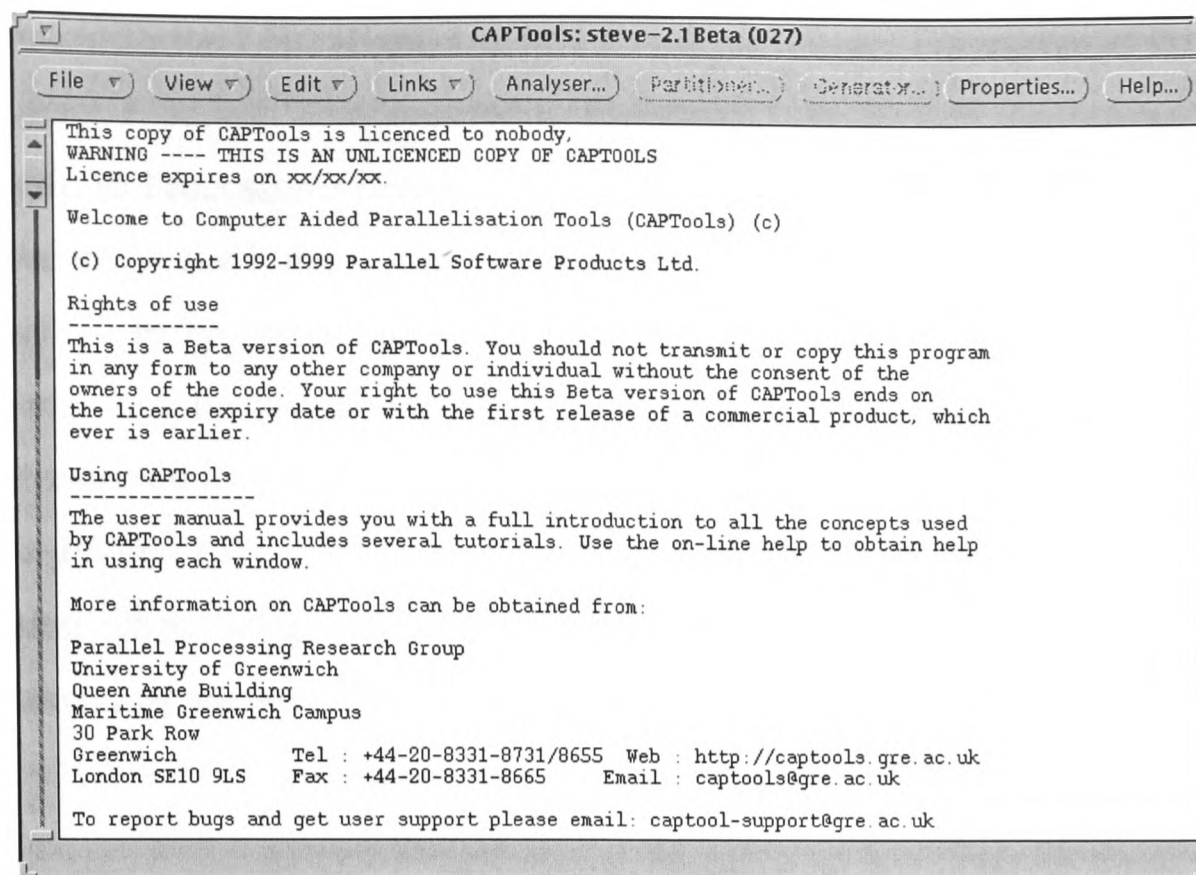 CAPTools: steve-2.1 Beta (027)
File View Edit Links Analyser... Partitioner... Generator... Properties... Help...
This copy of CAPTools is licenced to nobody,
WARNING ---- THIS IS AN UNLICENCED COPY OF CAPTOOLS
Licence expires on xx/xx/xx.
Welcome to Computer Aided Parallelisation Tools (CAPTools) (c)
(c) Copyright 1992-1999 Parallel Software Products Ltd.
Rights of use
-------------
This is a Beta version of CAPTools. You should not transmit or copy this program
in any form to any other company or individual without the consent of the
owners of the code. Your right to use this Beta version of CAPTools ends on
the licence expiry date or with the first release of a commercial product, which
ever is earlier.
Using CAPTools
----------------
The user manual provides you with a full introduction to all the concepts used
by CAPTools and includes several tutorials. Use the on-line help to obtain help
in using each window.
More information on CAPTools can be obtained from:
Parallel Processing Research Group
University of Greenwich
Queen Anne Building
Maritime Greenwich Campus
30 Park Row
Greenwich Tel : +44-20-8331-8731/8655 Web : http://captools.gre.ac.uk
London SE10 9LS Fax : +44-20-8331-8665 Email : captools@gre.ac.uk
To report bugs and get user support please email: captool-support@gre.ac.uk